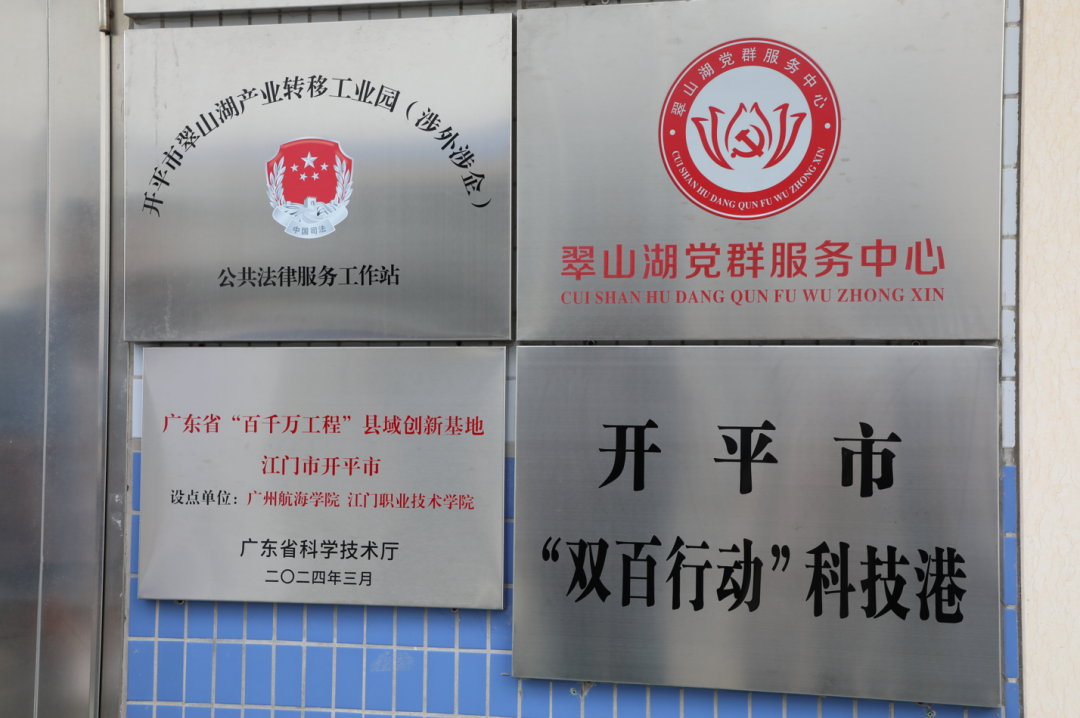 开平市翠山湖产业转移工业园（涉外涉企）
中国司法
公共法律服务工作站
翠山湖党群服务中心
CUI SHAN HU DANG QUN FU WU ZHONG XIN
翠山湖党群服务中心
CUI SHAN HU DANG QUN FU WU ZHONG XIN
广东省“百千万工程”县域创新基地
江门市开平市
设点单位：广州航海学院 江门职业技术学院
广东省科学技术厅
二〇二四年三月
开平市
“双百行动”科技港